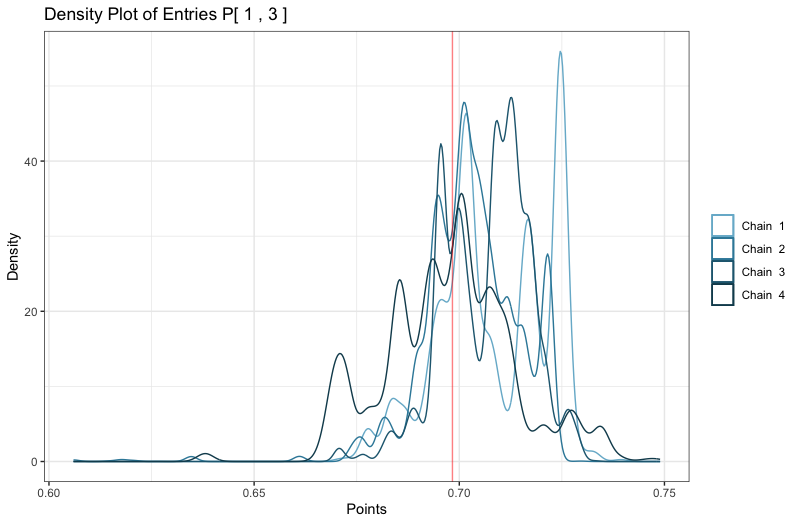 Density Plot of Entries P[ 1 , 3 ]
40
20
0
Density
0.60 0.65 0.70 0.75
Points
Chain 1
Chain 2
Chain 3
Chain 4